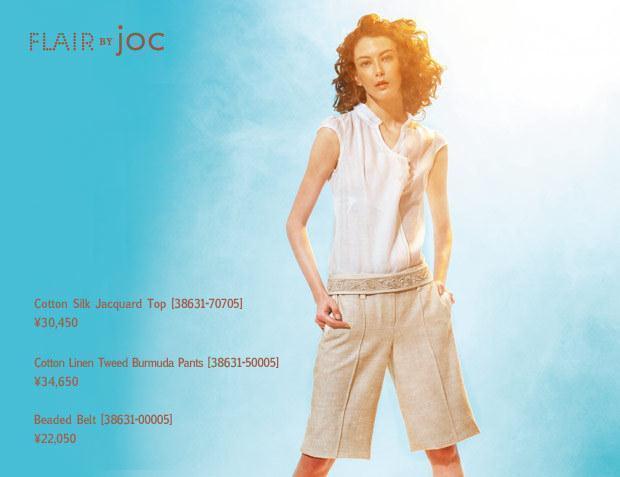 FLAIR BY joc
Cotton Silk Jacquard Top [38631-70705]
¥30,450
Cotton Linen Tweed Burmuda Pants [38631-50005]
¥34,650
Beaded Belt [38631-00005]
¥22,050